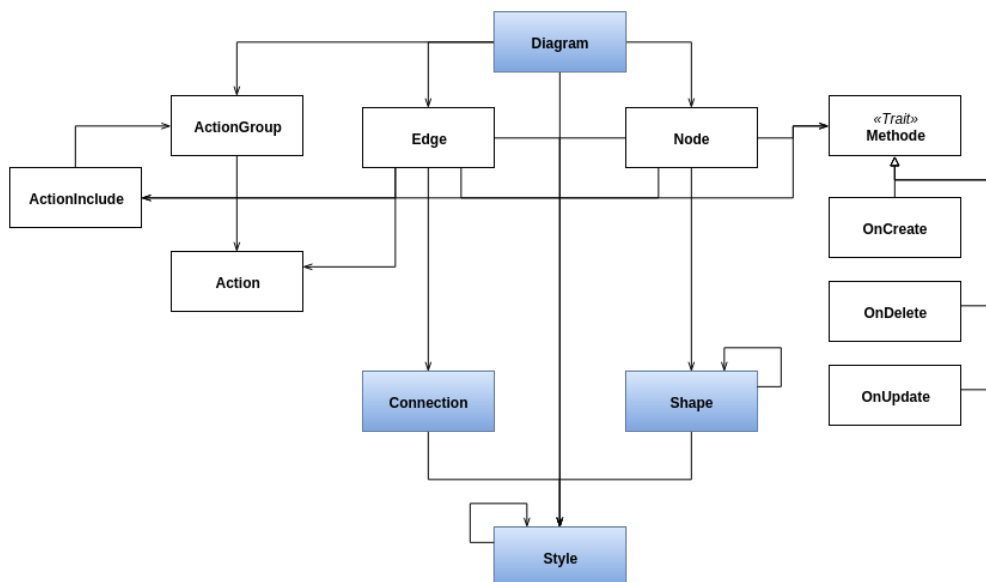 Diagram
ActionGroup
Edge
Node
«Trait»
Methode
ActionInclude
OnCreate
Action
OnDelete
Connection
Shape
OnUpdate
Style